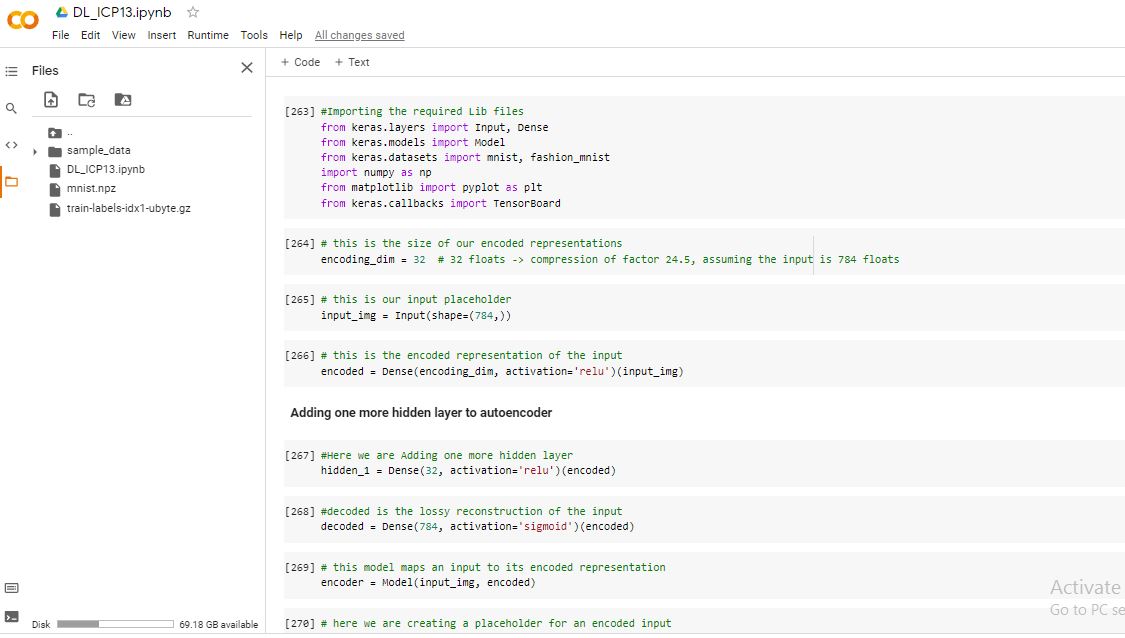 DL_ICP13.ipynb
File Edit View Insert Runtime Tools Help All changes saved
Files
+ Code + Text
..
sample_data
DL_ICP13.ipynb
mnist.npz
train-labels-idx1-ubyte.gz
[263] #Importing the required Lib files
from keras.layers import Input, Dense
from keras.models import Model
from keras.datasets import mnist, fashion_mnist
import numpy as np
from matplotlib import pyplot as plt
from keras.callbacks import TensorBoard
[264] # this is the size of our encoded representations
encoding_dim = 32  # 32 floats -> compression of factor 24.5, assuming the input is 784 floats
[265] # this is our input placeholder
input_img = Input(shape=(784,))
[266] # this is the encoded representation of the input
encoded = Dense(encoding_dim, activation='relu')(input_img)
Adding one more hidden layer to autoencoder
[267] #Here we are Adding one more hidden layer
hidden_1 = Dense(32, activation='relu')(encoded)
[268] #decoded is the lossy reconstruction of the input
decoded = Dense(784, activation='sigmoid')(encoded)
[269] # this model maps an input to its encoded representation
encoder = Model(input_img, encoded)
[270] # here we are creating a placeholder for an encoded input
Disk 69.18 GB available
Activate
Go to PC se